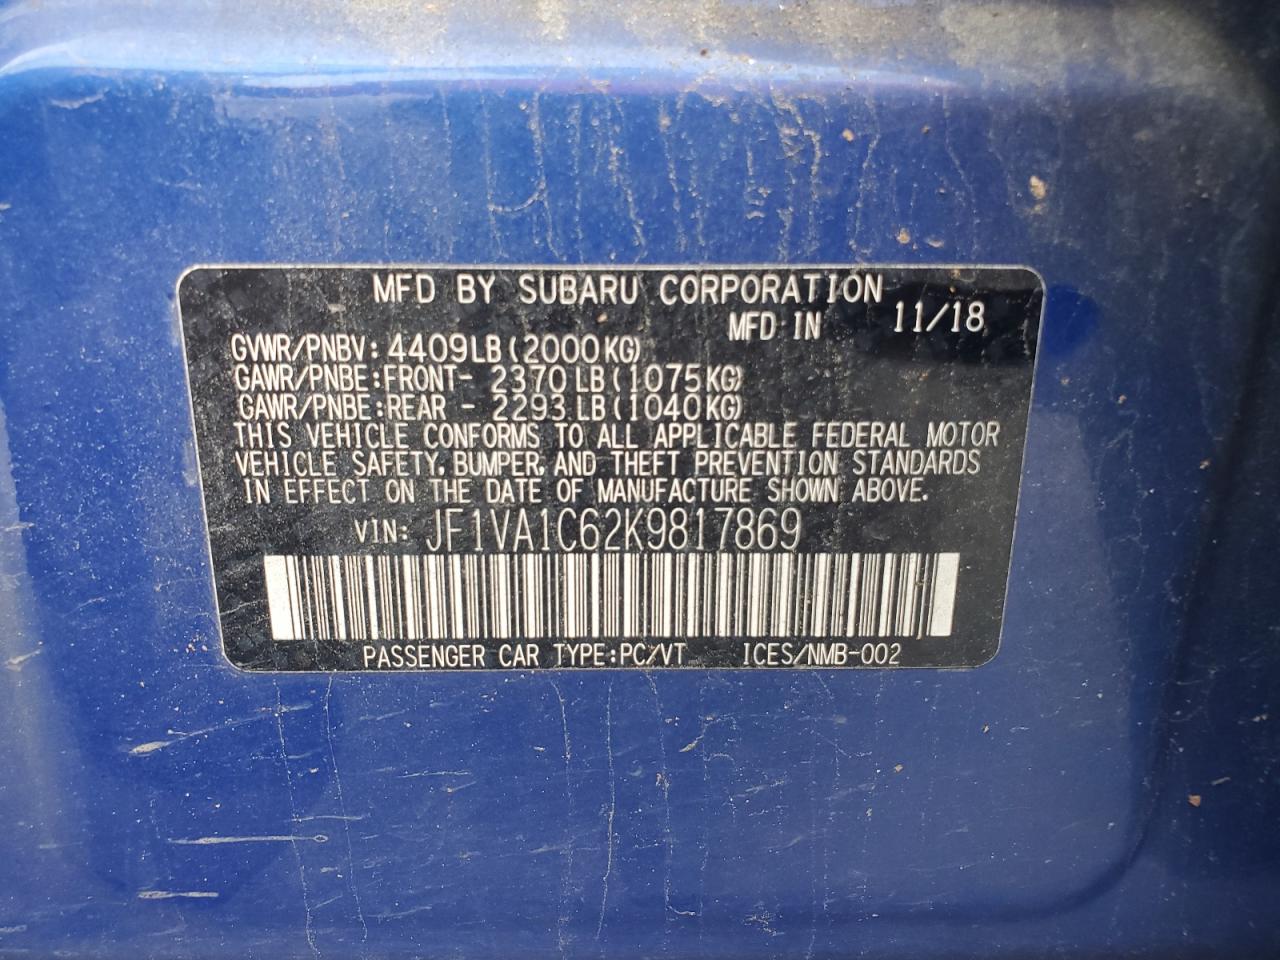 MFD BY SUBARU CORPORATION
MFD IN 11/18
GVWR/PNBV: 4409LB(2000KG)
GAWR/PNBE:FRONT- 2370LB(1075KG)
GAWR/PNBE:REAR - 2293LB(1040KG)
THIS VEHICLE CONFORMS TO ALL APPLICABLE FEDERAL MOTOR
VEHICLE SAFETY, BUMPER, AND THEFT PREVENTION STANDARDS
IN EFFECT ON THE DATE OF MANUFACTURE SHOWN ABOVE.
VIN: JF1VA1C62K9817869
PASSENGER CAR TYPE:PC/VT ICES/NMB-002